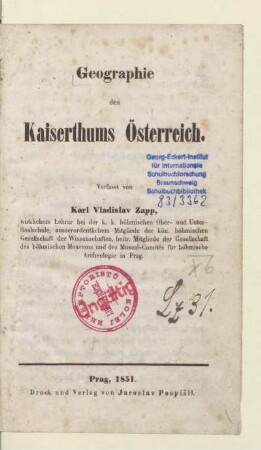 Geographie
des
Kaiserthums Österreich.
Georg-Eckert-Institut
für internationale
Schulbuchforschung
Braunschweig
Schulbuchbibliothek
83/3362
Verfasst von
Karl Vladislav Zapp,
wirklichem Lehrer bei der k. k. böhmischen Ober- und Unter-
Realschule, ausserordentlichem Mitgliede der kön. böhmischen
Gesellschaft der Wissenschaften, beitr. Mitgliede der Gesellschaft
des böhmischen Museums und des Museal-Comités für böhmische
Archeologie in Prag.
Lz 31.
Prag, 1851.
Druck und Verlag von Jaroslav Pospíšil.